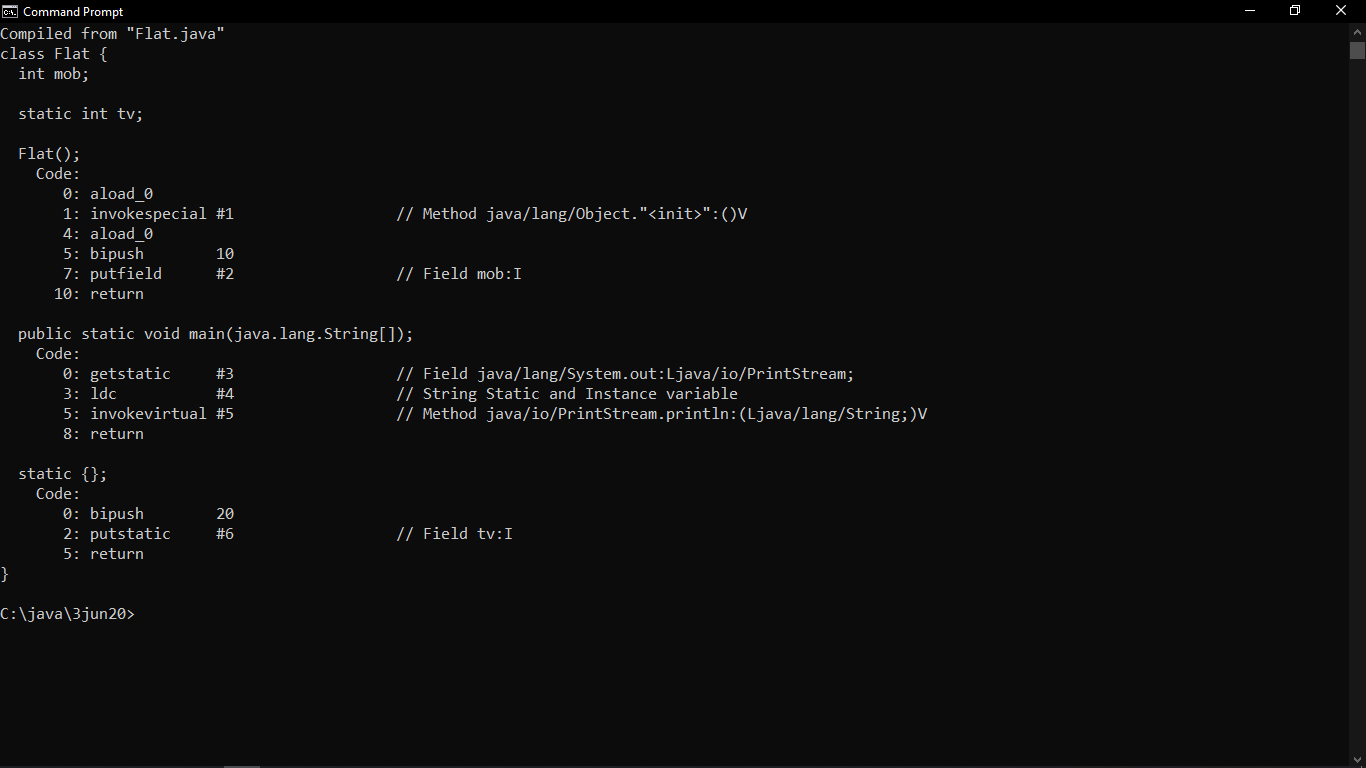 Command Prompt
Compiled from "Flat.java"
class Flat {
  int mob;

  static int tv;

  Flat();
    Code:
       0: aload_0
       1: invokespecial #1                  // Method java/lang/Object."<init>":()V
       4: aload_0
       5: bipush        10
       7: putfield      #2                  // Field mob:I
      10: return

  public static void main(java.lang.String[]);
    Code:
       0: getstatic     #3                  // Field java/lang/System.out:Ljava/io/PrintStream;
       3: ldc           #4                  // String Static and Instance variable
       5: invokevirtual #5                  // Method java/io/PrintStream.println:(Ljava/lang/String;)V
       8: return

  static {};
    Code:
       0: bipush        20
       2: putstatic     #6                  // Field tv:I
       5: return
}

C:\java\3jun20>